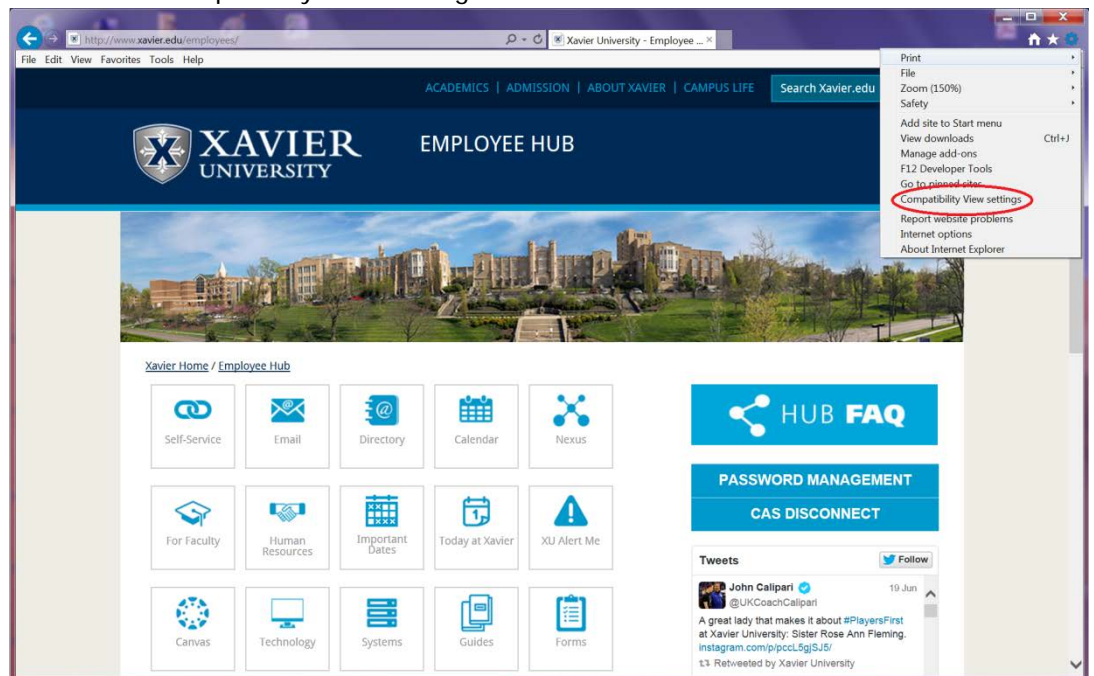 http://www.xavier.edu/employees/
Xavier University - Employee ... ×
File Edit View Favorites Tools Help
ACADEMICS | ADMISSION | ABOUT XAVIER | CAMPUS LIFE
Search Xavier.edu
XAVIER
UNIVERSITY
EMPLOYEE HUB
Print
File
Zoom (150%)
Safety
Add site to Start menu
View downloads Ctrl+J
Manage add-ons
F12 Developer Tools
Go to pinned sites
Compatibility View settings
Report website problems
Internet options
About Internet Explorer
Xavier Home / Employee Hub
Self-Service
Email
Directory
Calendar
Nexus
For Faculty
Human
Resources
Important
Dates
Today at Xavier
XU Alert Me
Canvas
Technology
Systems
Guides
Forms
HUB FAQ
PASSWORD MANAGEMENT
CAS DISCONNECT
Tweets
Follow
John Calipari 19 Jun
@UKCoachCalipari
A great lady that makes it about #PlayersFirst
at Xavier University: Sister Rose Ann Fleming.
instagram.com/p/pccL5gjSJ5/
Retweeted by Xavier University